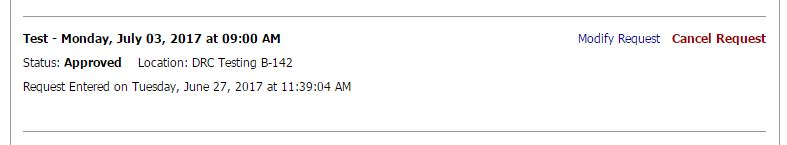 Test - Monday, July 03, 2017 at 09:00 AM Modify Request Cancel Request
Status: Approved Location: DRC Testing B-142
Request Entered on Tuesday, June 27, 2017 at 11:39:04 AM